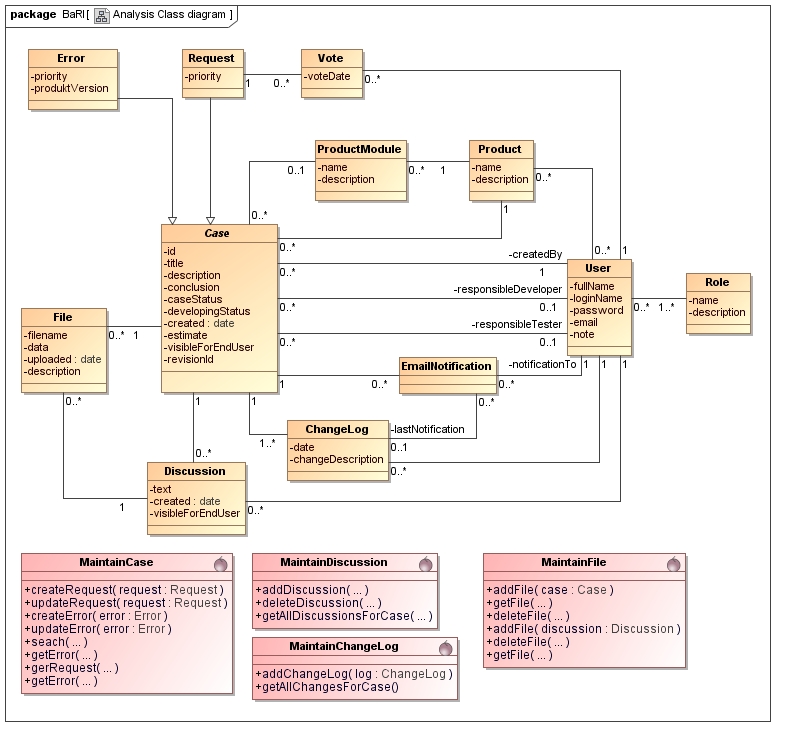 package BaRI[ Analysis Class diagram ]
Error
-priority
-produktVersion
Request
-priority
1
0..*
Vote
-voteDate
0..*
ProductModule
-name
-description
0..1
0..*
1
Product
-name
-description
0..*
1
0..*
Case
-id
-title
-description
-conclusion
-caseStatus
-developingStatus
-created : date
-estimate
-visibleForEndUser
-revisionId
0..*
0..*
-createdBy
1
0..*
1
0..*
-responsibleDeveloper
0..1
0..*
-responsibleTester
0..1
User
-fullName
-loginName
-password
-email
-note
0..*
1..*
Role
-name
-description
File
-filename
-data
-uploaded : date
-description
0..*
1
0..*
1
EmailNotification
0..*
0..*
-notificationTo
1
1
1
1
0..*
1
1
1..*
ChangeLog
-date
-changeDescription
-lastNotification
0..1
0..*
0..*
Discussion
-text
-created : date
-visibleForEndUser
1
0..*
MaintainCase
+createRequest( request : Request )
+updateRequest( request : Request )
+createError( error : Error )
+updateError( error : Error )
+seach( ... )
+getError( ... )
+gerRequest( ... )
+getError( ... )
MaintainDiscussion
+addDiscussion( ... )
+deleteDiscussion( ... )
+getAllDiscussionsForCase( ... )
MaintainChangeLog
+addChangeLog( log : ChangeLog )
+getAllChangesForCase()
MaintainFile
+addFile( case : Case )
+getFile( ... )
+deleteFile( ... )
+addFile( discussion : Discussion )
+deleteFile( ... )
+getFile( ... )